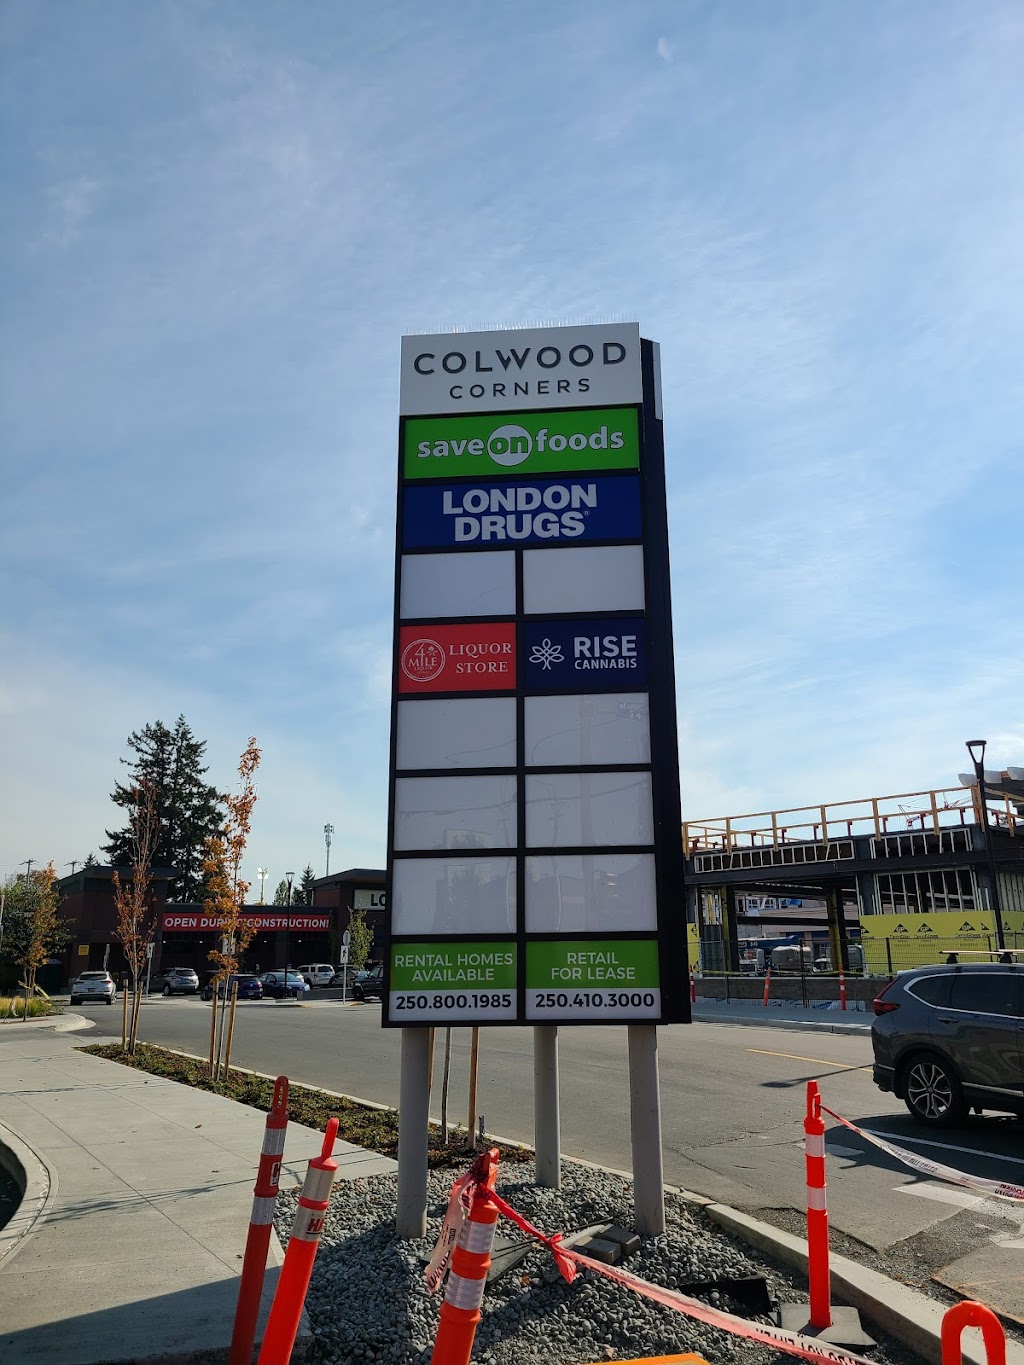 COLWOOD
CORNERS
save on foods
LONDON
DRUGS
4
MILE
LIQUOR
STORE
RISE
CANNABIS
RENTAL HOMES
AVAILABLE
250.800.1985
RETAIL
FOR LEASE
250.410.3000
OPEN DURING CONSTRUCTION!
LO